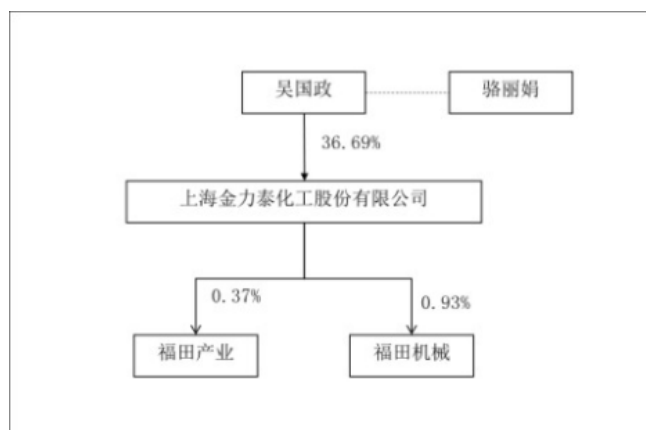 吴国政
骆丽娟
36.69%
上海金力泰化工股份有限公司
0.37%
0.93%
福田产业
福田机械